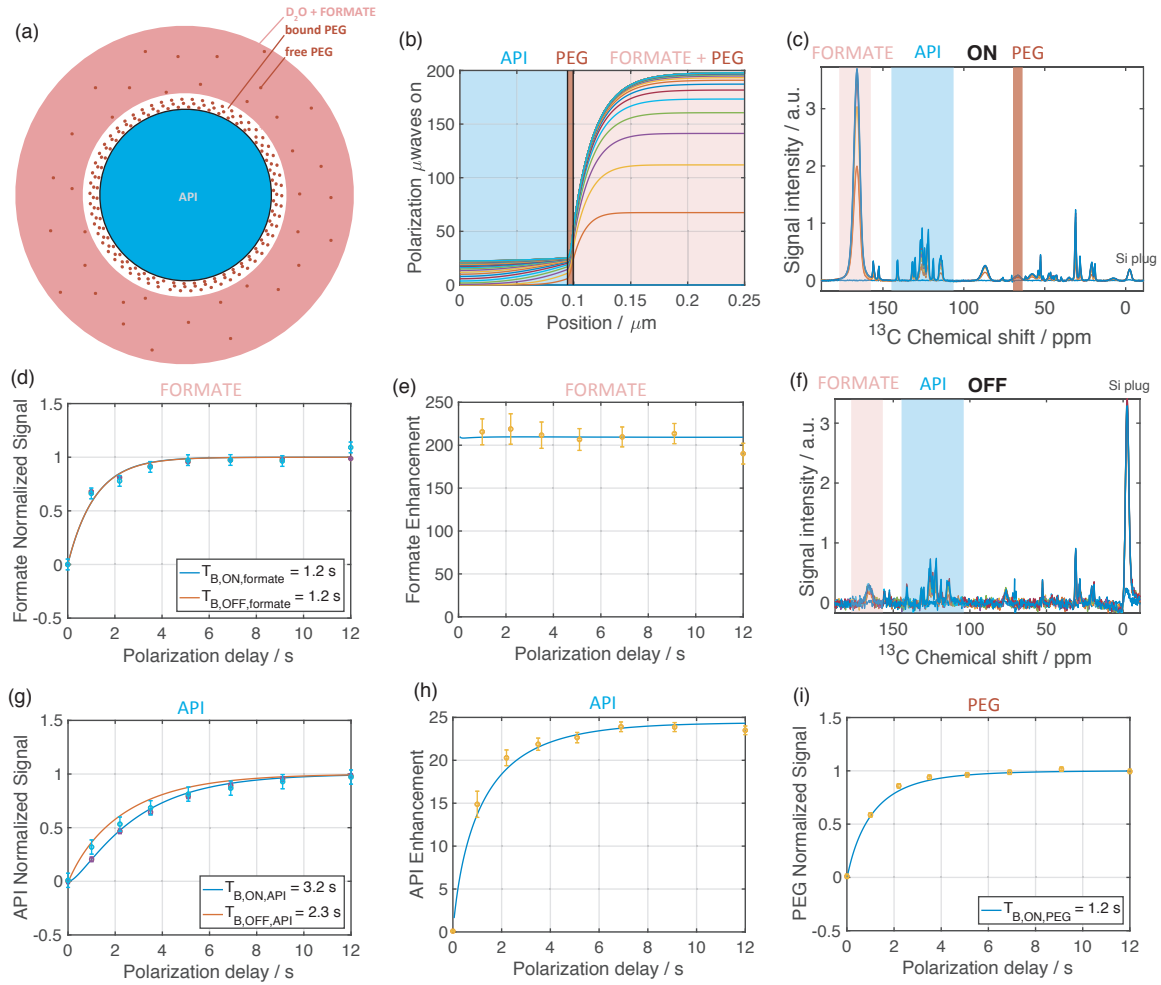 (a)
D2O + FORMATE
bound PEG
free PEG
API
(b)
API PEG FORMATE + PEG
Polarization μwaves on
200
150
100
50
0
0 0.05 0.1 0.15 0.2 0.25
Position / μm
(c)
FORMATE API ON PEG
Signal intensity / a.u.
3
2
1
0
Si plug
150 100 50 0
13C Chemical shift / ppm
(d)
FORMATE
Formate Normalized Signal
1.5
1
0.5
0
-0.5
TB,ON,formate = 1.2 s
TB,OFF,formate = 1.2 s
0 2 4 6 8 10 12
Polarization delay / s
(e)
FORMATE
Formate Enhancement
250
200
150
100
50
0
0 2 4 6 8 10 12
Polarization delay / s
(f)
FORMATE API OFF
Si plug
Signal intensity / a.u.
3
2
1
0
150 100 50 0
13C Chemical shift / ppm
(g)
API
API Normalized Signal
1.5
1
0.5
0
-0.5
TB,ON,API = 3.2 s
TB,OFF,API = 2.3 s
0 2 4 6 8 10 12
Polarization delay / s
(h)
API
API Enhancement
25
20
15
10
5
0
0 2 4 6 8 10 12
Polarization delay / s
(i)
PEG
PEG Normalized Signal
1.5
1
0.5
0
-0.5
TB,ON,PEG = 1.2 s
0 2 4 6 8 10 12
Polarization delay / s